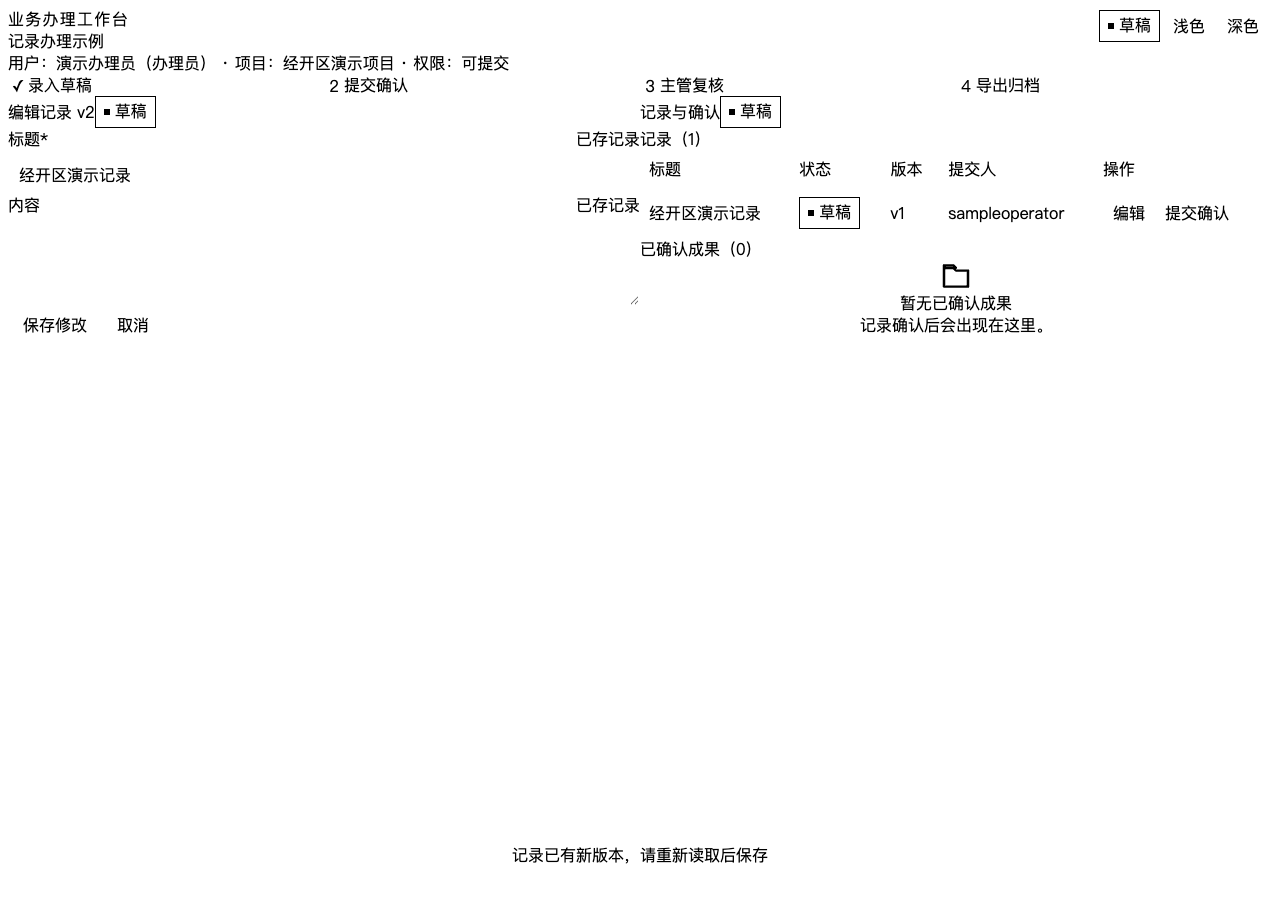 业务办理工作台
草稿 浅色 深色
记录办理示例
用户：演示办理员（办理员） · 项目：经开区演示项目 · 权限：可提交
✓ 录入草稿 2 提交确认 3 主管复核 4 导出归档
编辑记录 v2 草稿
标题* 已存记录
经开区演示记录
内容 已存记录
保存修改 取消
记录与确认 草稿
记录（1）
标题 状态 版本 提交人 操作
经开区演示记录 草稿 v1 sampleoperator 编辑 提交确认
已确认成果（0）
暂无已确认成果
记录确认后会出现在这里。
记录已有新版本，请重新读取后保存